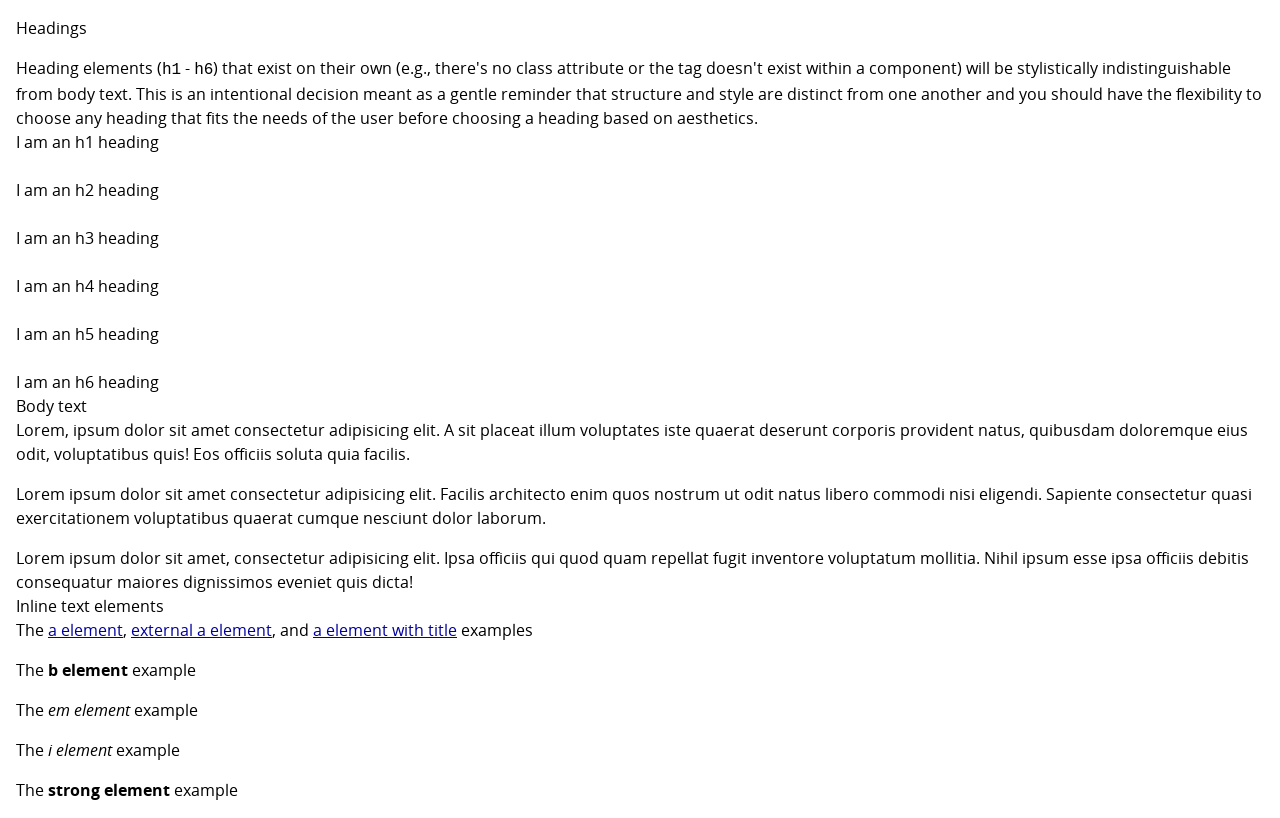 Headings
Heading elements (h1 - h6) that exist on their own (e.g., there's no class attribute or the tag doesn't exist within a component) will be stylistically indistinguishable
from body text. This is an intentional decision meant as a gentle reminder that structure and style are distinct from one another and you should have the flexibility to
choose any heading that fits the needs of the user before choosing a heading based on aesthetics.
I am an h1 heading
I am an h2 heading
I am an h3 heading
I am an h4 heading
I am an h5 heading
I am an h6 heading
Body text
Lorem, ipsum dolor sit amet consectetur adipisicing elit. A sit placeat illum voluptates iste quaerat deserunt corporis provident natus, quibusdam doloremque eius
odit, voluptatibus quis! Eos officiis soluta quia facilis.
Lorem ipsum dolor sit amet consectetur adipisicing elit. Facilis architecto enim quos nostrum ut odit natus libero commodi nisi eligendi. Sapiente consectetur quasi
exercitationem voluptatibus quaerat cumque nesciunt dolor laborum.
Lorem ipsum dolor sit amet, consectetur adipisicing elit. Ipsa officiis qui quod quam repellat fugit inventore voluptatum mollitia. Nihil ipsum esse ipsa officiis debitis
consequatur maiores dignissimos eveniet quis dicta!
Inline text elements
The a element, external a element, and a element with title examples
The b element example
The em element example
The i element example
The strong element example